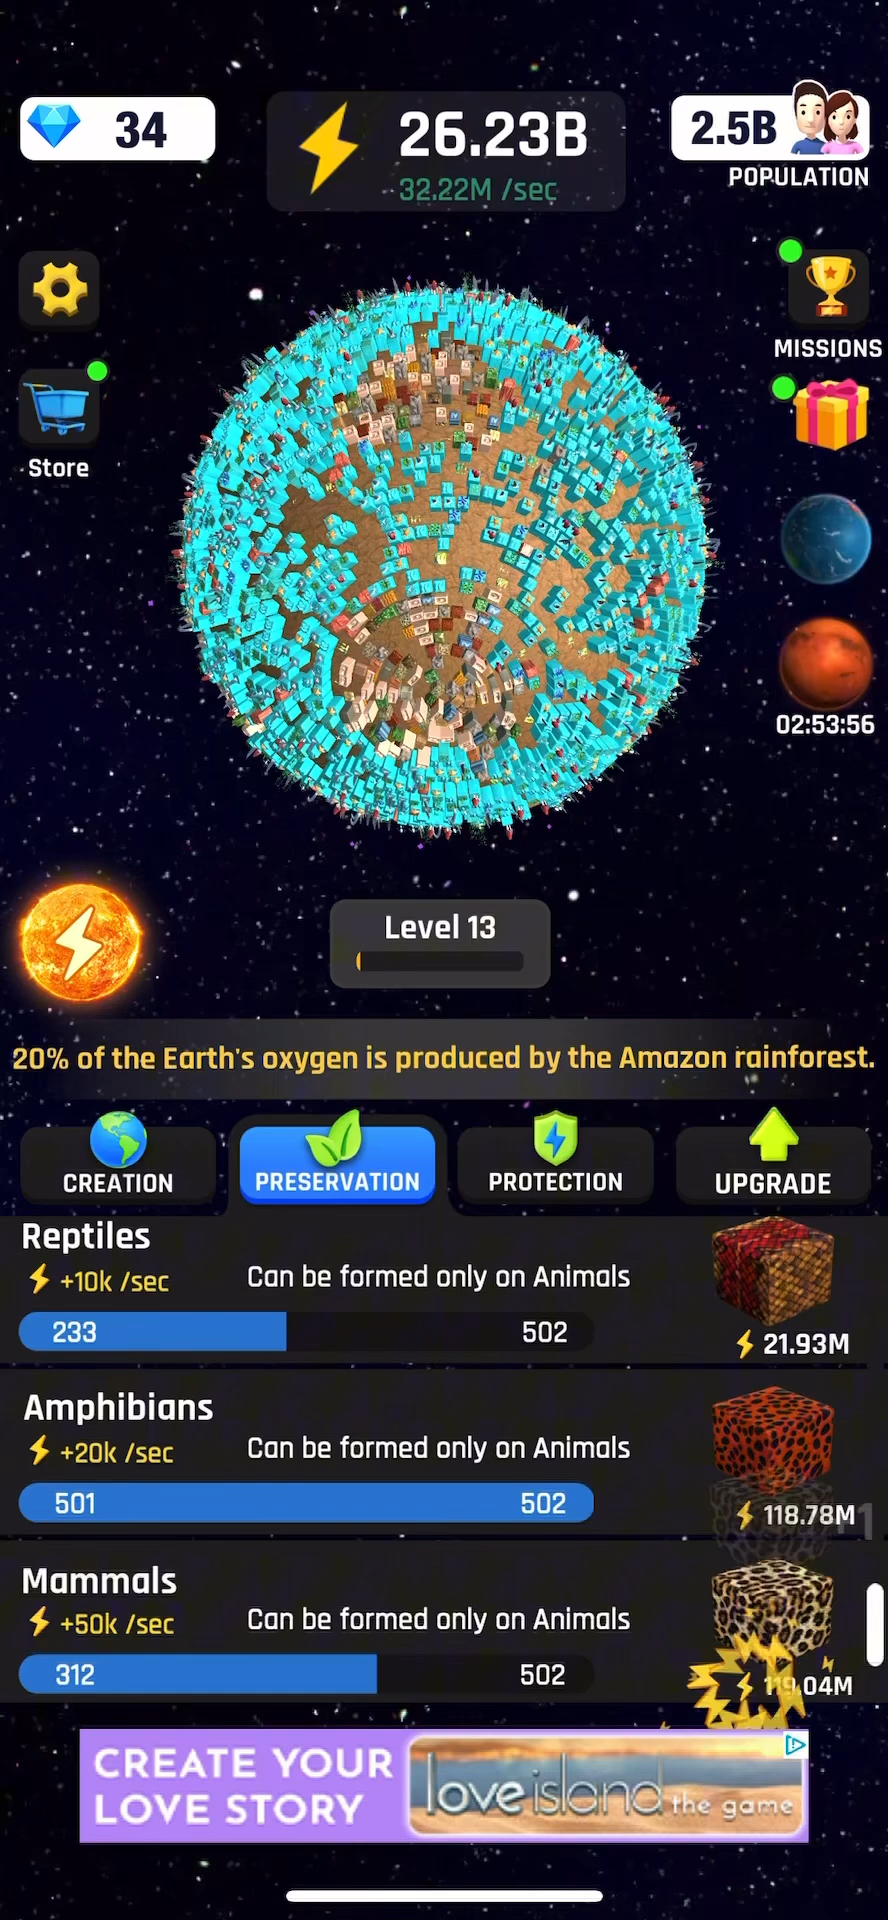 34
26.23B
32.22M /sec
2.5B
POPULATION
MISSIONS
Store
02:53:56
Level 13
20% of the Earth's oxygen is produced by the Amazon rainforest.
CREATION
PRESERVATION
PROTECTION
UPGRADE
Reptiles
+10k /sec
Can be formed only on Animals
233
502
21.93M
Amphibians
+20k /sec
Can be formed only on Animals
501
502
118.78M
Mammals
+50k /sec
Can be formed only on Animals
312
502
119.04M
CREATE YOUR
LOVE STORY
loveisland the game